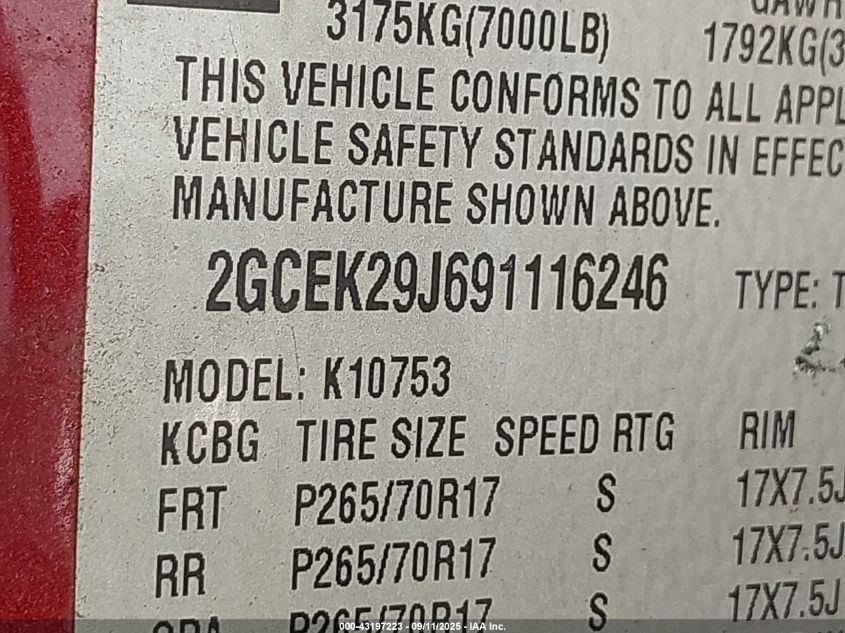 3175KG(7000LB)
1792KG(3
THIS VEHICLE CONFORMS TO ALL APPL
VEHICLE SAFETY STANDARDS IN EFFEC
MANUFACTURE SHOWN ABOVE.
2GCEK29J691116246 TYPE: T
MODEL: K10753
KCBG TIRE SIZE SPEED RTG RIM
FRT P265/70R17 S 17X7.5J
RR P265/70R17 S 17X7.5J
P265/70R17 S 17X7.5J
000-43197223 - 09/11/2025 - IAA Inc.